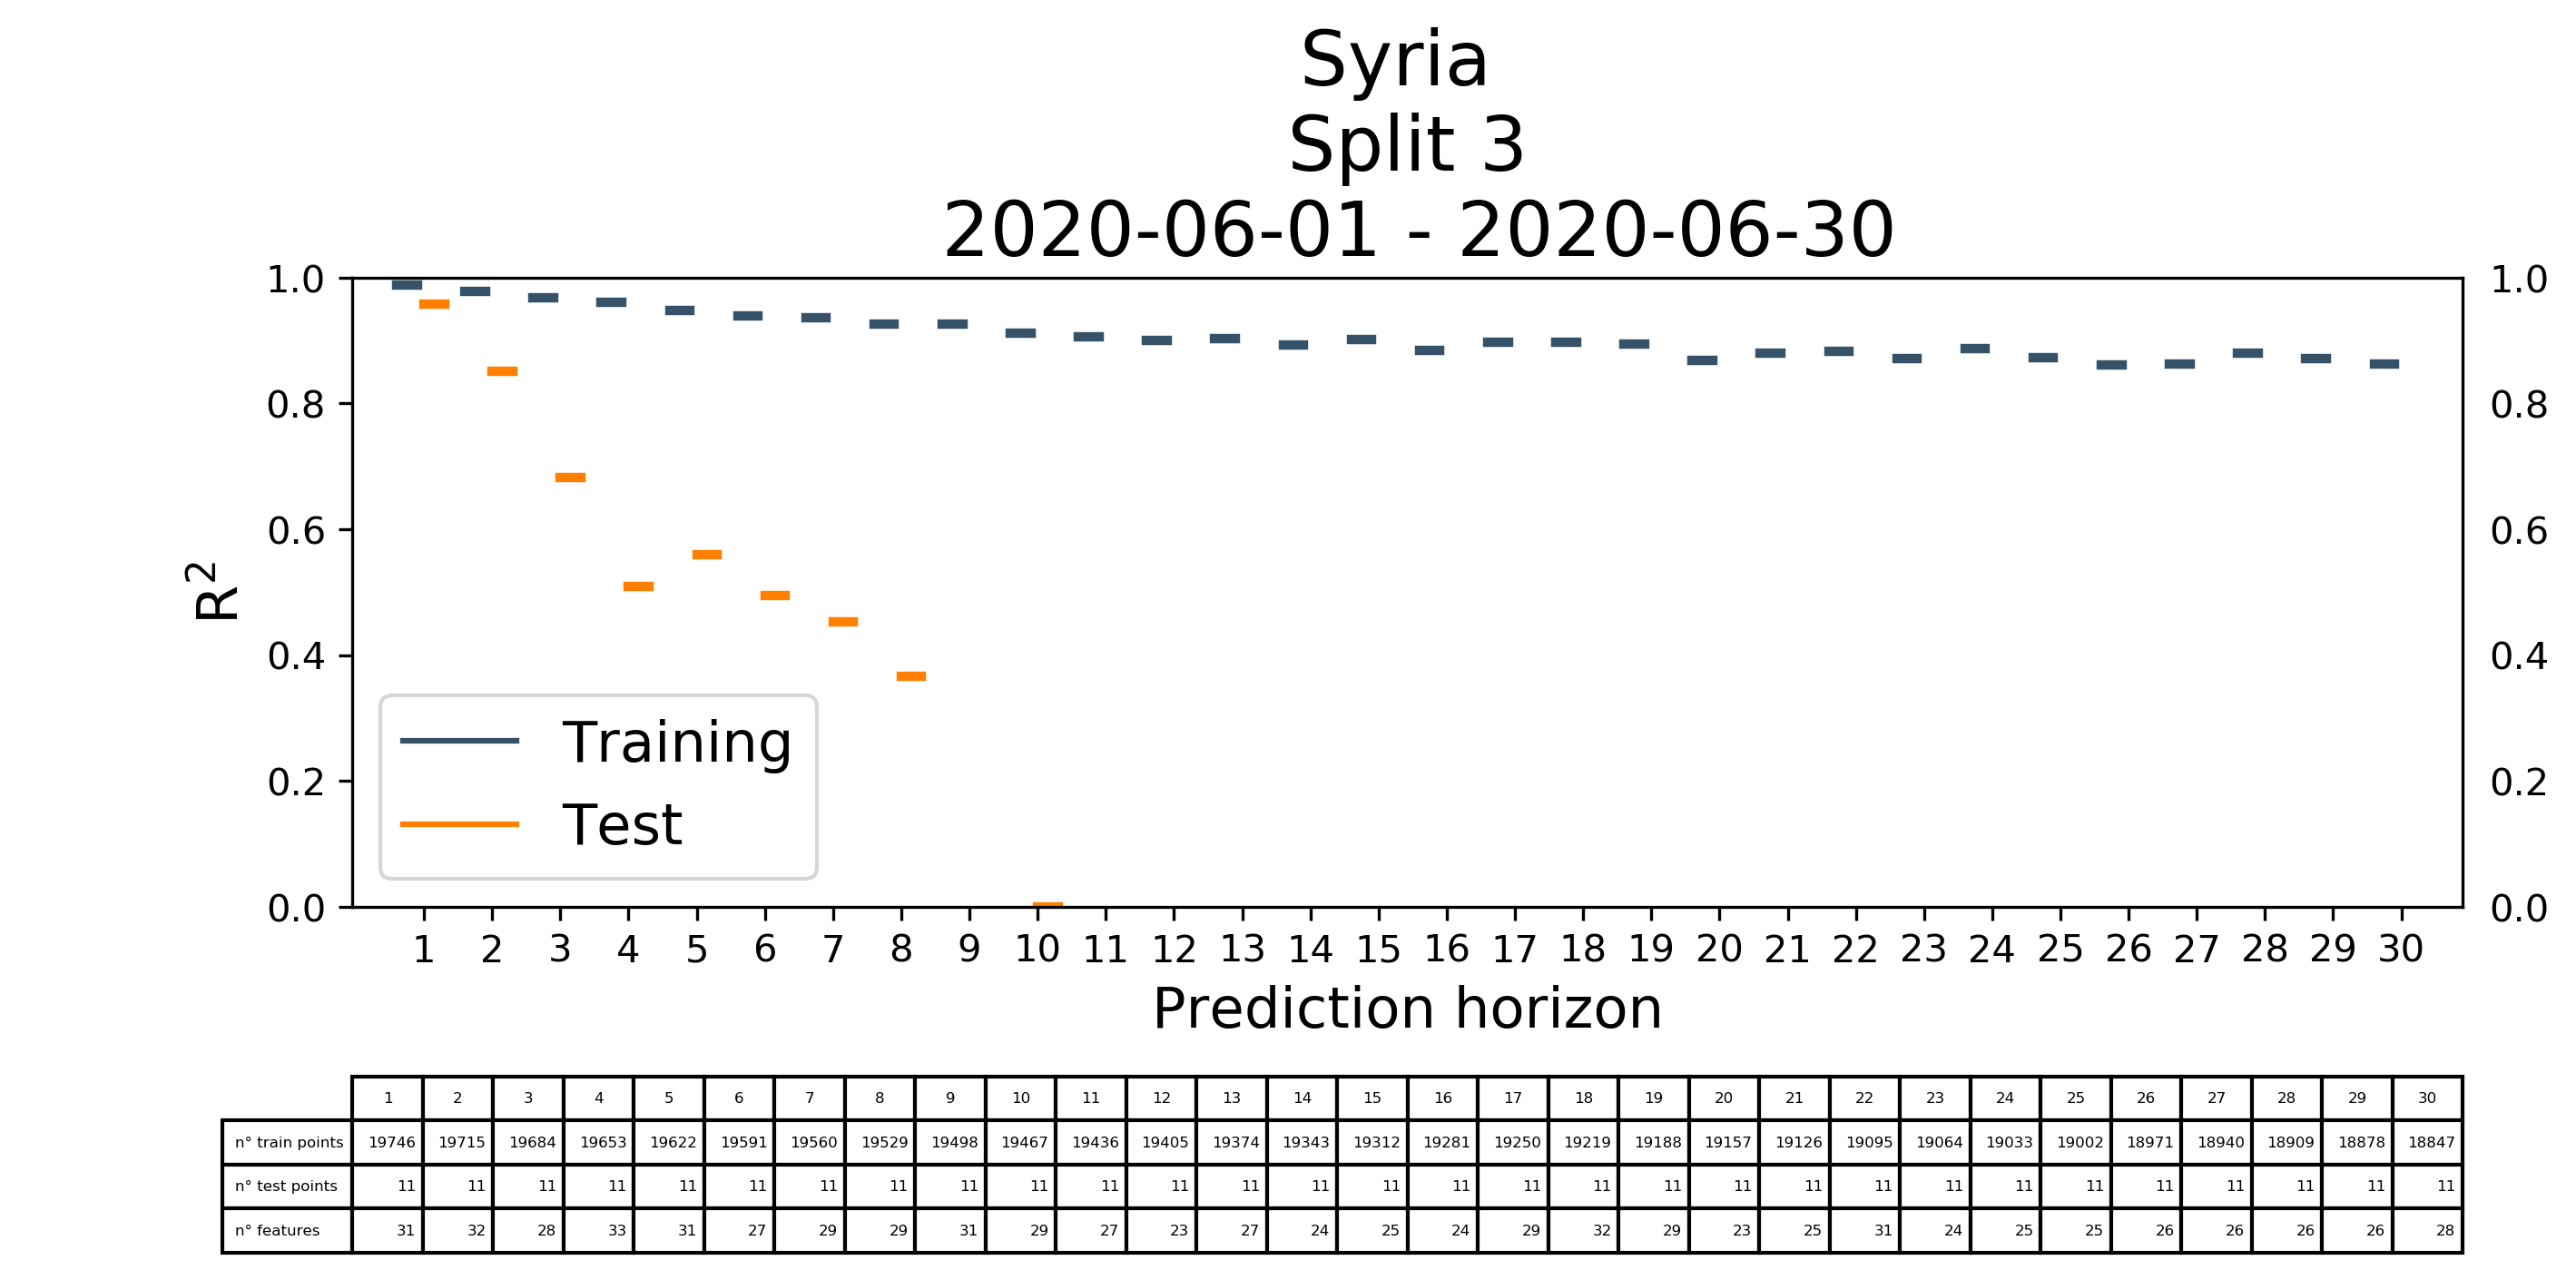 Syria
Split 3
2020-06-01 - 2020-06-30
1.0 1.0
0.8 0.8
0.6 0.6
0.4 0.4
0.2 0.2
0.0 0.0
R²
Training
Test
1 2 3 4 5 6 7 8 9 10 11 12 13 14 15 16 17 18 19 20 21 22 23 24 25 26 27 28 29 30
Prediction horizon
1 2 3 4 5 6 7 8 9 10 11 12 13 14 15 16 17 18 19 20 21 22 23 24 25 26 27 28 29 30
n° train points 19746 19715 19684 19653 19622 19591 19560 19529 19498 19467 19436 19405 19374 19343 19312 19281 19250 19219 19188 19157 19126 19095 19064 19033 19002 18971 18940 18909 18878 18847
n° test points 11 11 11 11 11 11 11 11 11 11 11 11 11 11 11 11 11 11 11 11 11 11 11 11 11 11 11 11 11 11
n° features 31 32 28 33 31 27 29 29 31 29 27 23 27 24 25 24 29 32 29 23 25 31 24 25 25 26 26 26 26 28